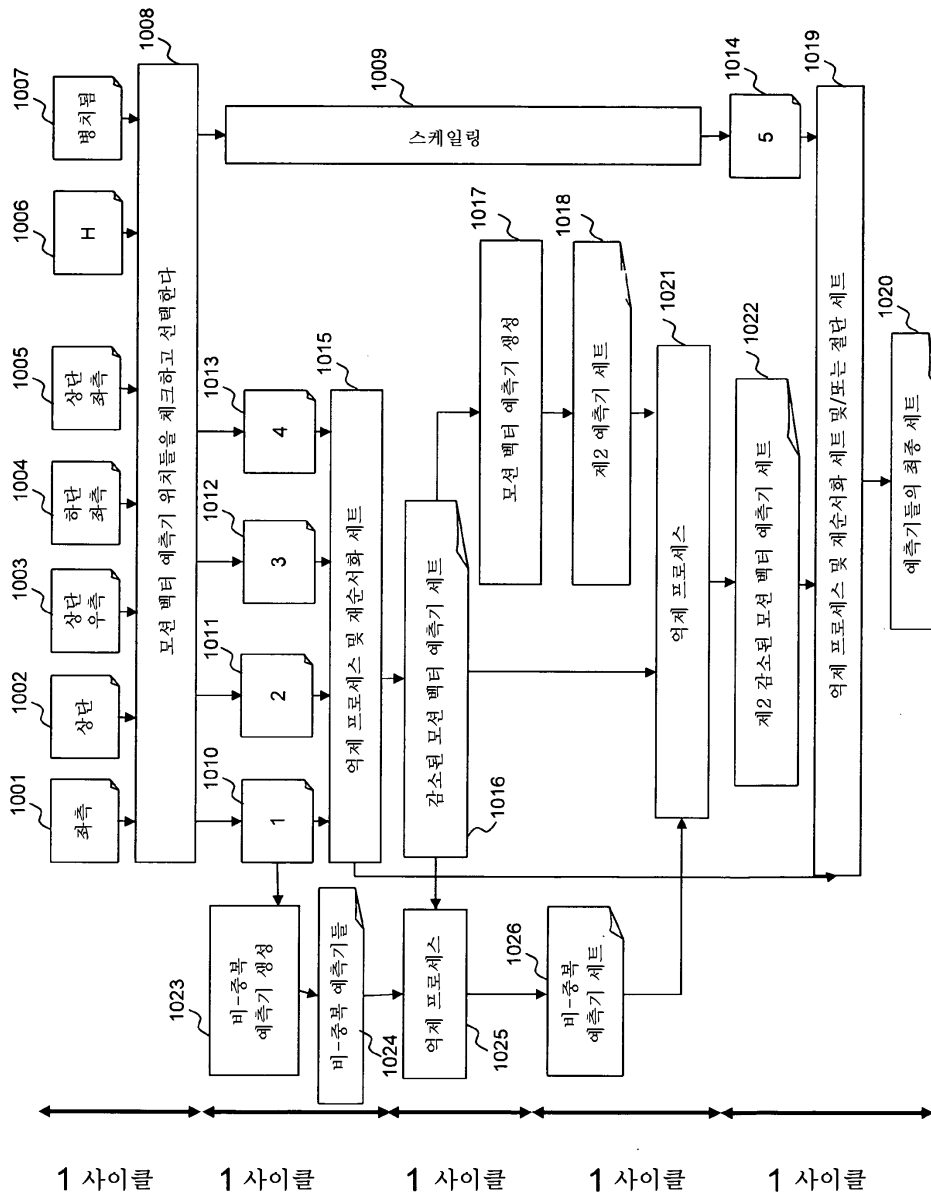 1001
좌측
1002
상단
1003
상단
우측
1004
하단
좌측
1005
상단
좌측
1006
H
1007
병치됨
1008
모션 벡터 예측기 위치들을 체크하고 선택한다
1009
스케일링
1010
1
1011
2
1012
3
1013
4
1014
5
1015
억제 프로세스 및 재순서화 세트
1016
감소된 모션 벡터 예측기 세트
1017
모션 벡터 예측기 생성
1018
제2 예측기 세트
1023
비-중복
예측기 생성
1024
비-중복 예측기들
1025
억제 프로세스
1026
비-중복
예측기 세트
1021
억제 프로세스
1022
제2 감소된 모션 벡터 예측기 세트
1019
억제 프로세스 및 재순서화 세트 및/또는 절단 세트
1020
예측기들의 최종 세트
1 사이클
1 사이클
1 사이클
1 사이클
1 사이클